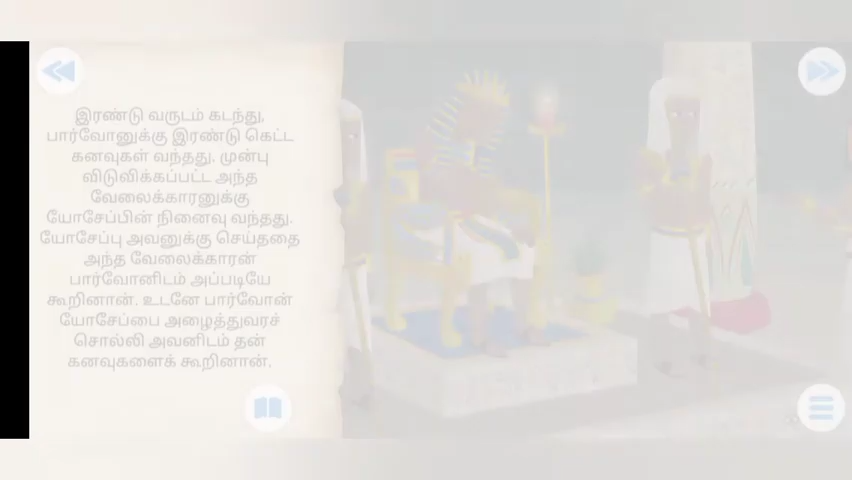 இரண்டு வருடம் கடந்து,
பார்வோனுக்கு இரண்டு கெட்ட
கனவுகள் வந்தது. முன்பு
விடுவிக்கப்பட்ட அந்த
வேலைக்காரனுக்கு
யோசேப்பின் நினைவு வந்தது.
யோசேப்பு அவனுக்கு செய்ததை
அந்த வேலைக்காரன்
பார்வோனிடம் அப்படியே
கூறினான். உடனே பார்வோன்
யோசேப்பை அழைத்துவரச்
சொல்லி அவனிடம் தன்
கனவுகளைக் கூறினான்.